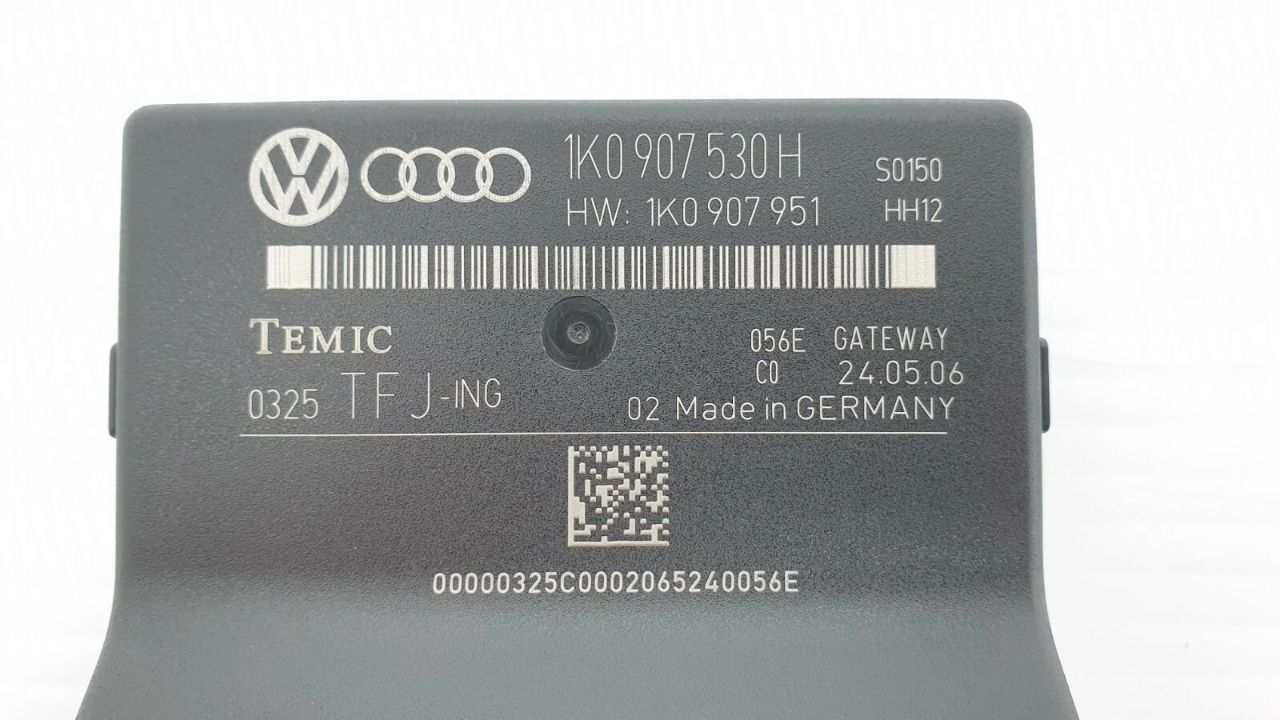 1K0 907 530 H S0150
HW: 1K0 907 951 HH12
TEMIC 056E GATEWAY
C0 24.05.06
0325 TFJ-ING 02 Made in GERMANY
00000325C0002065240056E